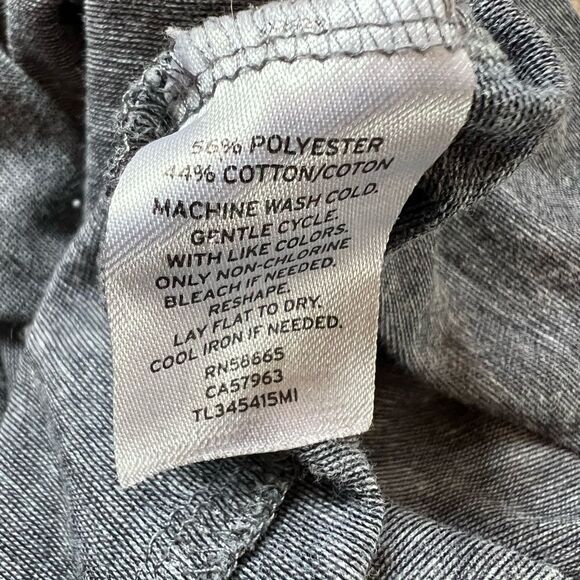 56% POLYESTER
44% COTTON/COTON
MACHINE WASH COLD.
GENTLE CYCLE.
WITH LIKE COLORS.
ONLY NON-CHLORINE
BLEACH IF NEEDED.
RESHAPE.
LAY FLAT TO DRY.
COOL IRON IF NEEDED.
RN58665
CA57963
TL345415MI